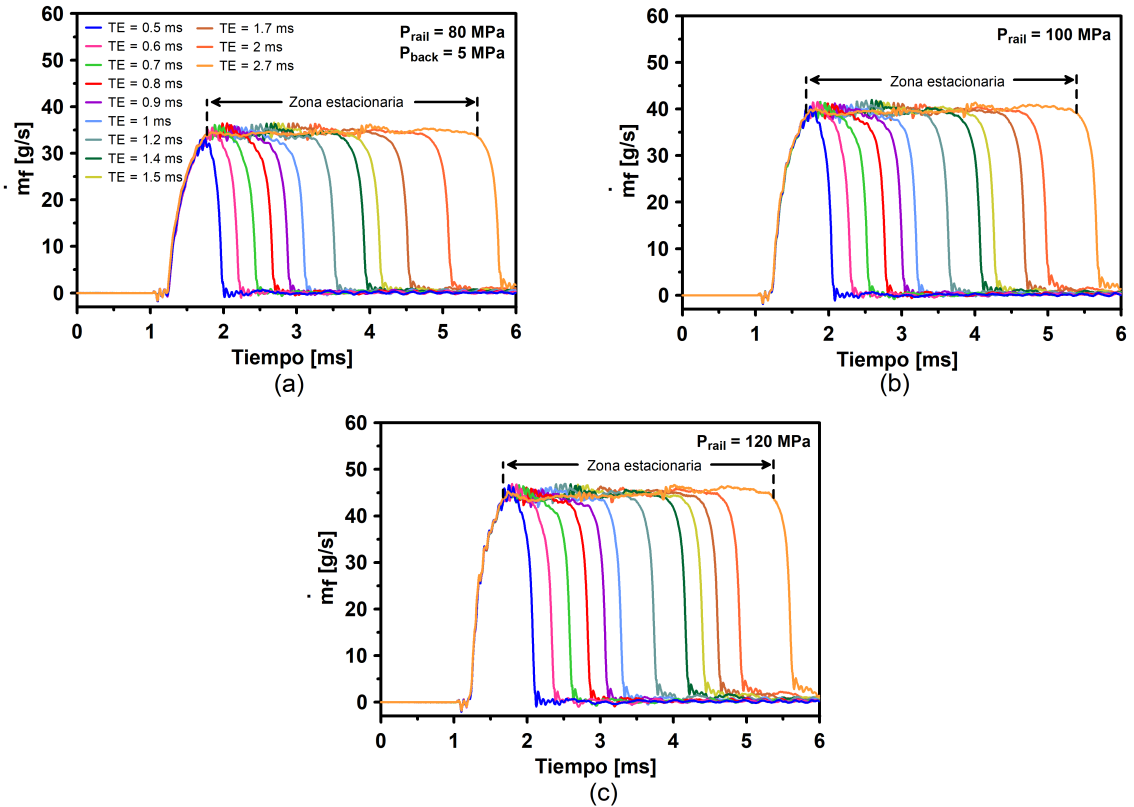 60
50
40
30
20
10
0
ṁf [g/s]
TE = 0.5 ms
TE = 0.6 ms
TE = 0.7 ms
TE = 0.8 ms
TE = 0.9 ms
TE = 1 ms
TE = 1.2 ms
TE = 1.4 ms
TE = 1.5 ms
TE = 1.7 ms
TE = 2 ms
TE = 2.7 ms
Prail = 80 MPa
Pback = 5 MPa
Zona estacionaria
0 1 2 3 4 5 6
Tiempo [ms]
(a)
60
50
40
30
20
10
0
ṁf [g/s]
Prail = 100 MPa
Zona estacionaria
0 1 2 3 4 5 6
Tiempo [ms]
(b)
60
50
40
30
20
10
0
ṁf [g/s]
Prail = 120 MPa
Zona estacionaria
0 1 2 3 4 5 6
Tiempo [ms]
(c)